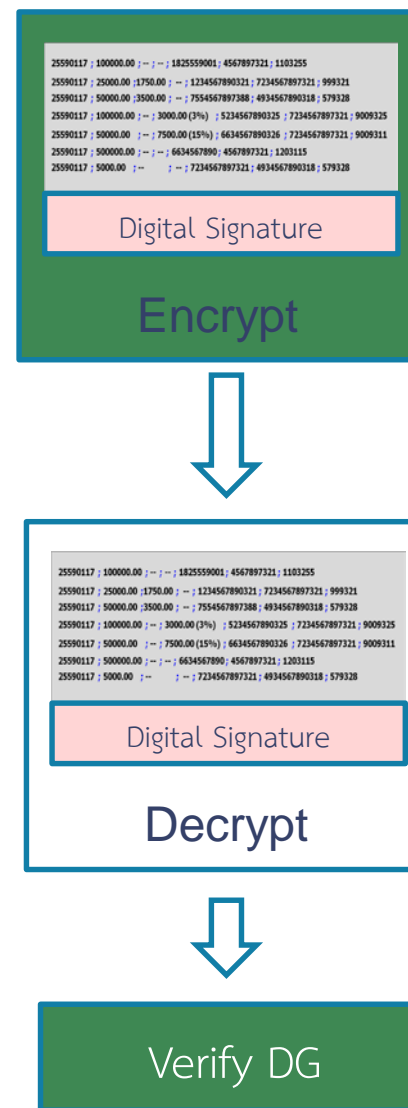 25590117 ; 100000.00 ; -- ; -- ; 1825559001; 4567897321; 1103255
25590117 ; 25000.00 ;1750.00 ; -- ; 1234567890321; 7234567897321; 999321
25590117 ; 50000.00 ;3500.00 ; -- ; 7554567897388; 4934567890318; 579328
25590117 ; 100000.00 ; -- ; 3000.00 (3%) ; 5234567890325 ; 7234567897321; 9009325
25590117 ; 50000.00 ; -- ; 7500.00 (15%) ; 6634567890326 ; 7234567897321; 9009311
25590117 ; 500000.00 ; -- ; -- ; 6634567890; 4567897321; 1203115
25590117 ; 5000.00 ; -- ; -- ; 7234567897321; 4934567890318; 579328
Digital Signature
Encrypt
25590117 ; 100000.00 ; -- ; -- ; 1825559001; 4567897321; 1103255
25590117 ; 25000.00 ;1750.00 ; -- ; 1234567890321; 7234567897321; 999321
25590117 ; 50000.00 ;3500.00 ; -- ; 7554567897388; 4934567890318; 579328
25590117 ; 100000.00 ; -- ; 3000.00 (3%) ; 5234567890325 ; 7234567897321; 9009325
25590117 ; 50000.00 ; -- ; 7500.00 (15%) ; 6634567890326 ; 7234567897321; 9009311
25590117 ; 500000.00 ; -- ; -- ; 6634567890; 4567897321; 1203115
25590117 ; 5000.00 ; -- ; -- ; 7234567897321; 4934567890318; 579328
Digital Signature
Decrypt
Verify DG